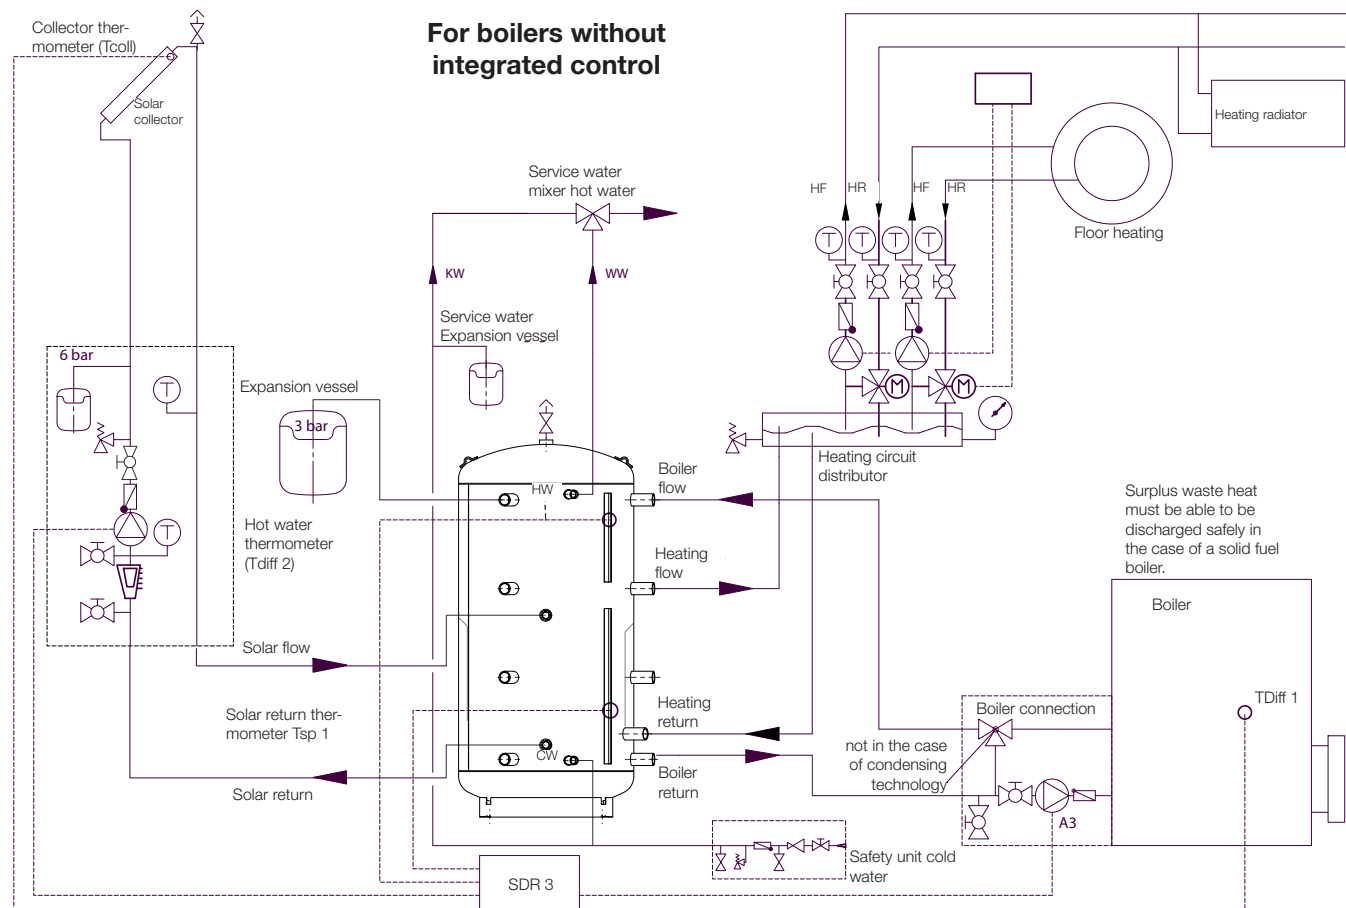 For boilers without
integrated control
Collector ther-
mometer (Tcoll)
Solar
collector
Service water
mixer hot water
KW
WW
Service water
Expansion vessel
HF
HR
HF
HR
T
T
T
T
M
M
Heating radiator
Floor heating
Heating circuit
distributor
6 bar
T
T
Expansion vessel
3 bar
Hot water
thermometer
(Tdiff 2)
HW
Boiler
flow
Heating
flow
Surplus waste heat
must be able to be
discharged safely in
the case of a solid fuel
boiler.
Boiler
Solar flow
Solar return ther-
mometer Tsp 1
Solar return
CW
Heating
return
Boiler
return
Boiler connection
not in the case
of condensing
technology
A3
TDiff 1
Safety unit cold
water
SDR 3